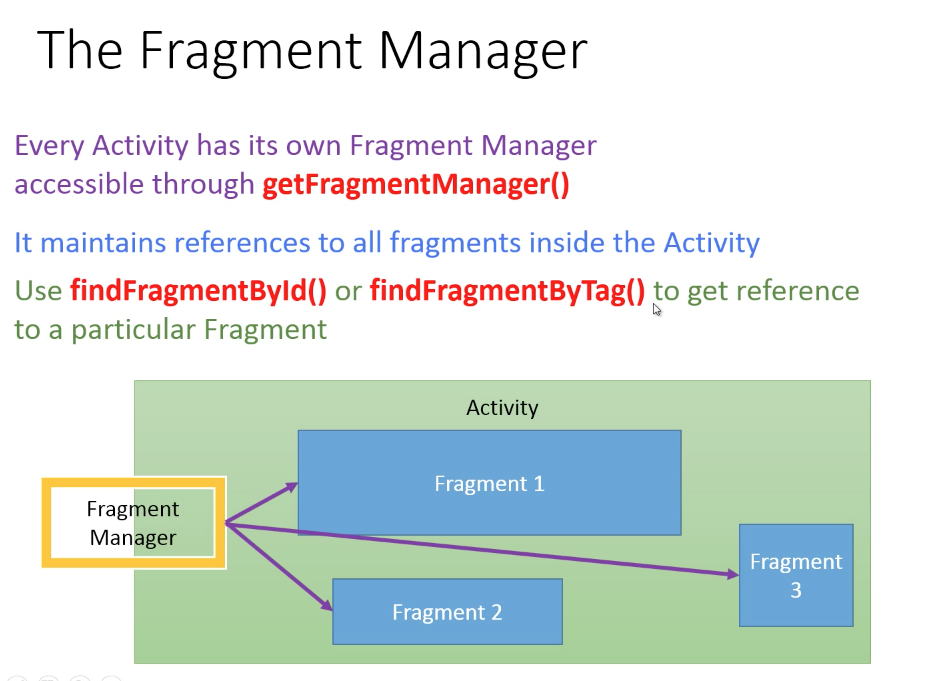 The Fragment Manager
Every Activity has its own Fragment Manager
accessible through getFragmentManager()
It maintains references to all fragments inside the Activity
Use findFragmentById() or findFragmentByTag() to get reference
to a particular Fragment
Activity
Fragment 1
Fragment
Manager
Fragment
3
Fragment 2